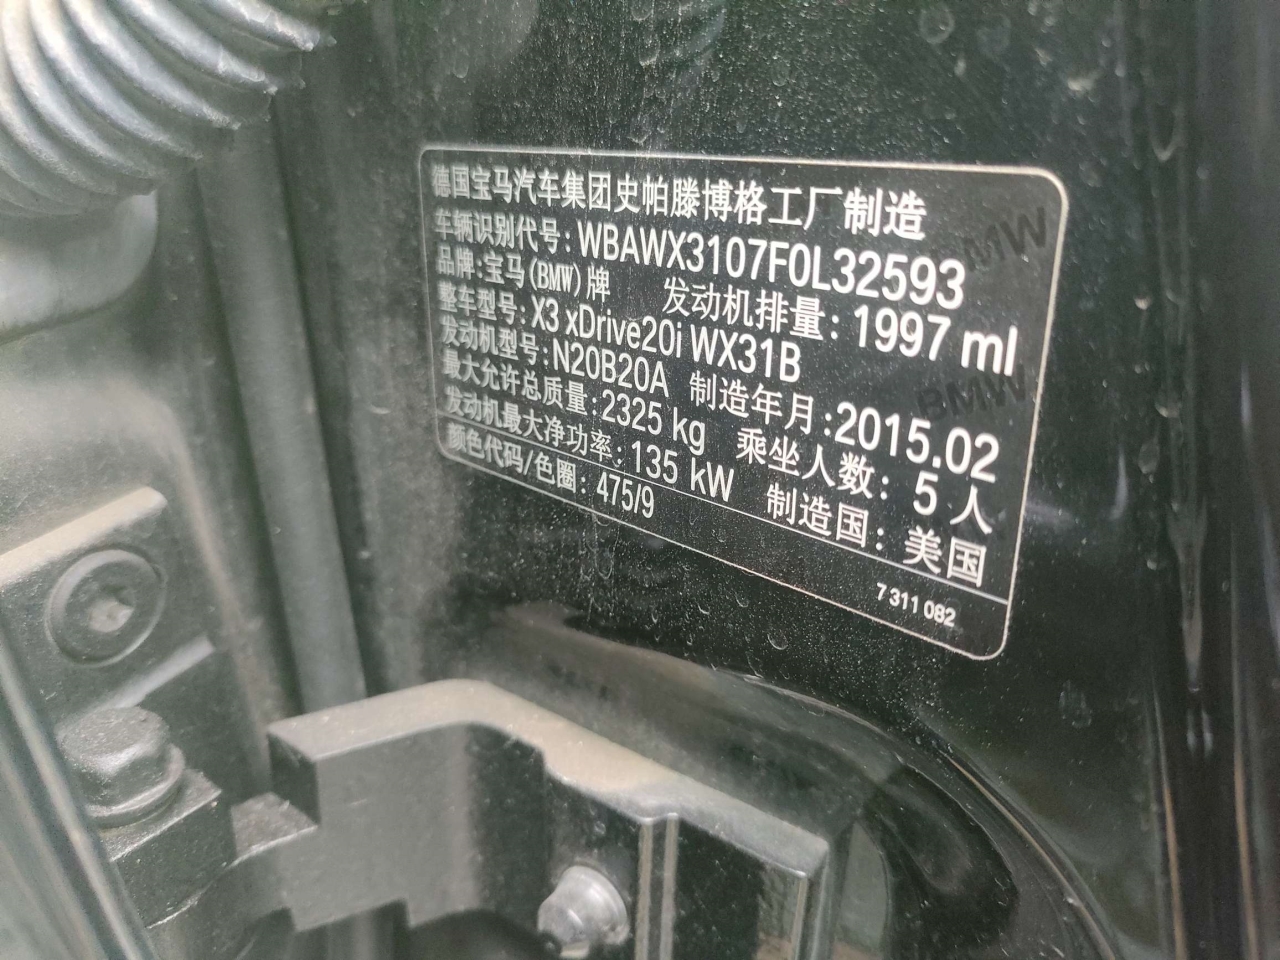 德国宝马汽车集团史帕滕博格工厂制造
车辆识别代号: WBAWX3107F0L32593
品牌:宝马(BMW)牌 发动机排量: 1997 ml
整车型号: X3 xDrive20i WX31B
发动机型号: N20B20A 制造年月:2015.02
最大允许总质量:2325 kg 乘坐人数: 5 人
发动机最大净功率: 135 kW 制造国: 美国
颜色代码/色圈: 475/9
7 311 082
BMW
BMW